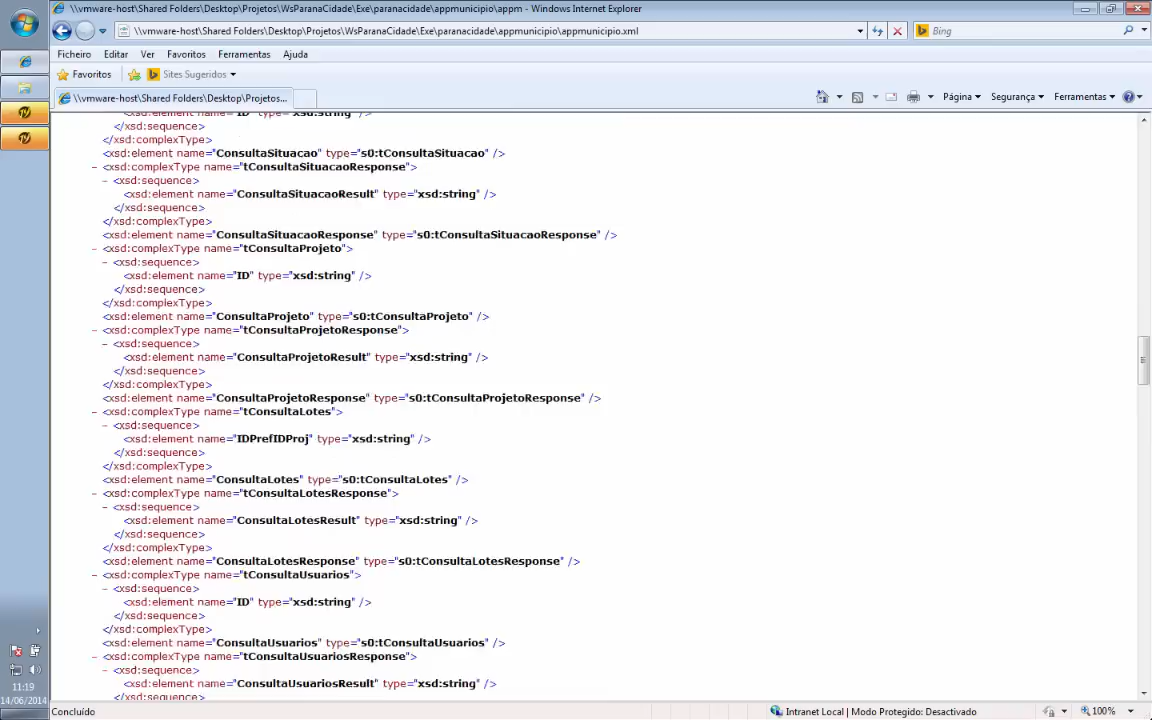 \\vmware-host\Shared Folders\Desktop\Projetos\WsParanaCidade\Exe\paranacidade\appmunicipio\appm - Windows Internet Explorer
\\vmware-host\Shared Folders\Desktop\Projetos\WsParanaCidade\Exe\paranacidade\appmunicipio\appmunicipio.xml
Bing
Ficheiro Editar Ver Favoritos Ferramentas Ajuda
Favoritos Sites Sugeridos
\\vmware-host\Shared Folders\Desktop\Projetos...
Página Segurança Ferramentas
<xsd:element name="ID" type="xsd:string" />
</xsd:sequence>
</xsd:complexType>
<xsd:element name="ConsultaSituacao" type="s0:tConsultaSituacao" />
- <xsd:complexType name="tConsultaSituacaoResponse">
- <xsd:sequence>
<xsd:element name="ConsultaSituacaoResult" type="xsd:string" />
</xsd:sequence>
</xsd:complexType>
<xsd:element name="ConsultaSituacaoResponse" type="s0:tConsultaSituacaoResponse" />
- <xsd:complexType name="tConsultaProjeto">
- <xsd:sequence>
<xsd:element name="ID" type="xsd:string" />
</xsd:sequence>
</xsd:complexType>
<xsd:element name="ConsultaProjeto" type="s0:tConsultaProjeto" />
- <xsd:complexType name="tConsultaProjetoResponse">
- <xsd:sequence>
<xsd:element name="ConsultaProjetoResult" type="xsd:string" />
</xsd:sequence>
</xsd:complexType>
<xsd:element name="ConsultaProjetoResponse" type="s0:tConsultaProjetoResponse" />
- <xsd:complexType name="tConsultaLotes">
- <xsd:sequence>
<xsd:element name="IDPrefIDProj" type="xsd:string" />
</xsd:sequence>
</xsd:complexType>
<xsd:element name="ConsultaLotes" type="s0:tConsultaLotes" />
- <xsd:complexType name="tConsultaLotesResponse">
- <xsd:sequence>
<xsd:element name="ConsultaLotesResult" type="xsd:string" />
</xsd:sequence>
</xsd:complexType>
<xsd:element name="ConsultaLotesResponse" type="s0:tConsultaLotesResponse" />
- <xsd:complexType name="tConsultaUsuarios">
- <xsd:sequence>
<xsd:element name="ID" type="xsd:string" />
</xsd:sequence>
</xsd:complexType>
<xsd:element name="ConsultaUsuarios" type="s0:tConsultaUsuarios" />
- <xsd:complexType name="tConsultaUsuariosResponse">
- <xsd:sequence>
<xsd:element name="ConsultaUsuariosResult" type="xsd:string" />
</xsd:sequence>
11:19
14/06/2014
Concluído
Intranet Local | Modo Protegido: Desactivado
100%